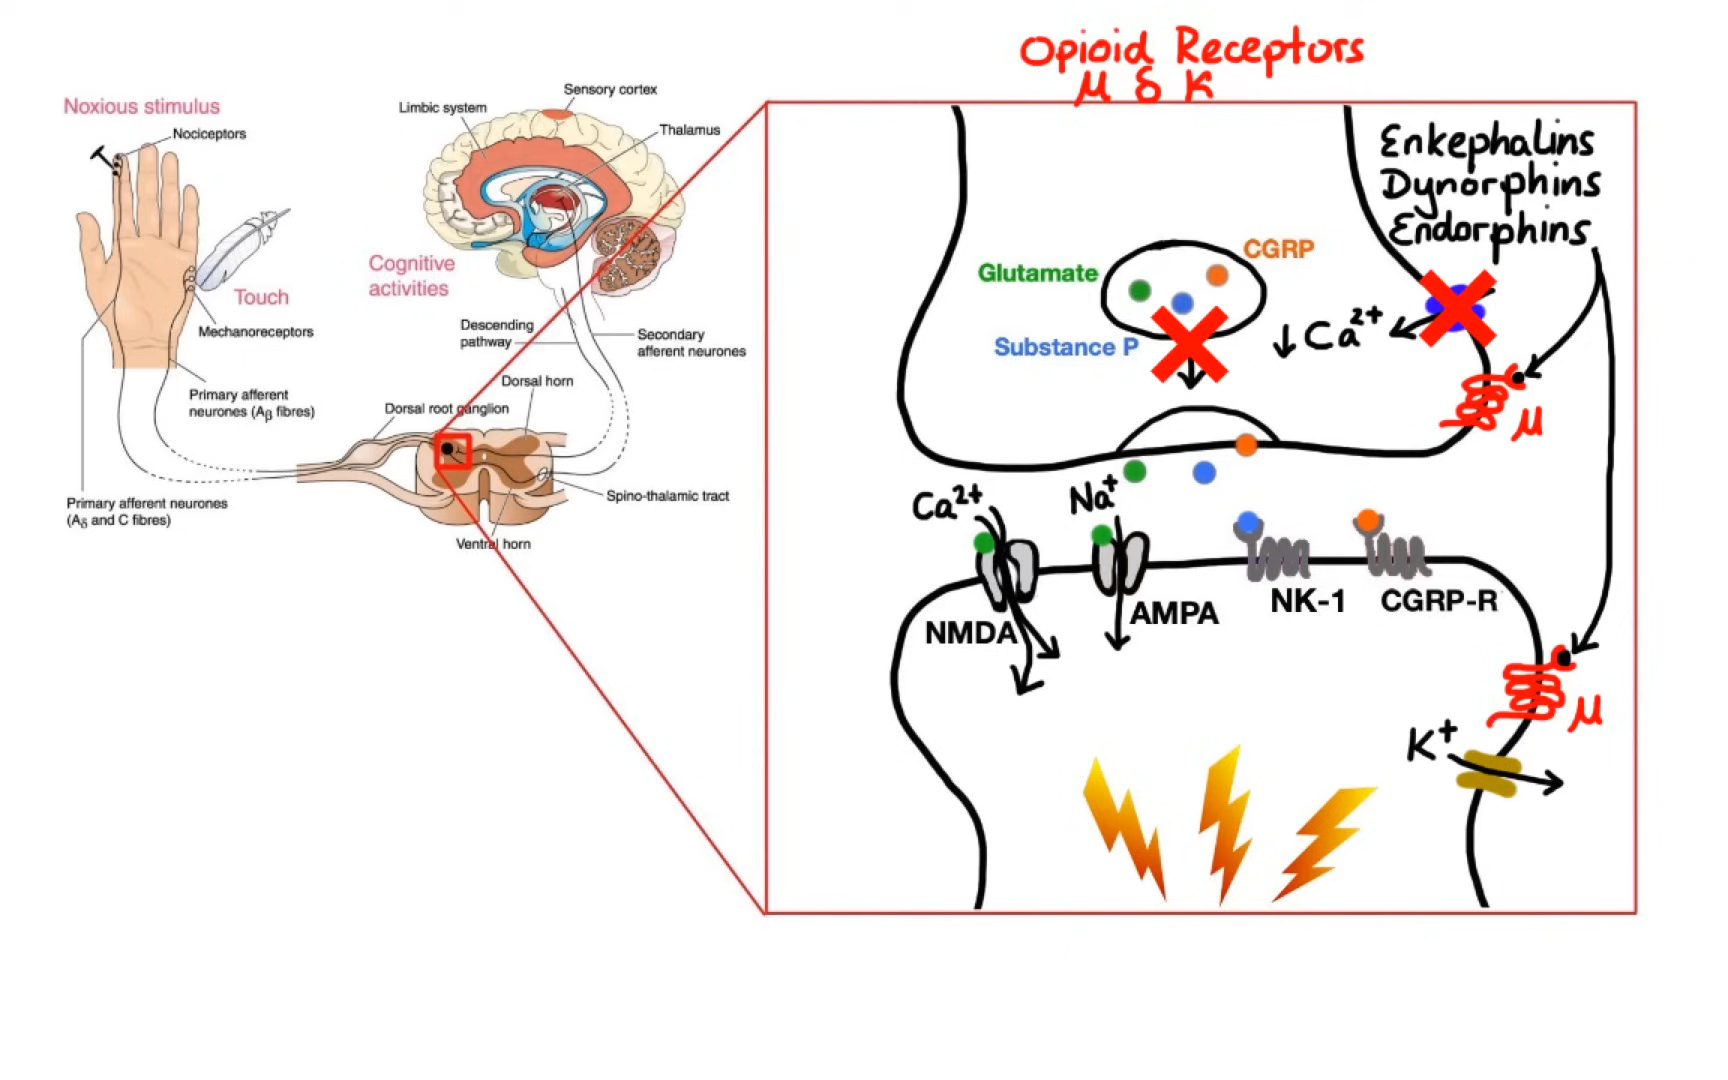 Opioid Receptors
μ δ κ
Noxious stimulus
Nociceptors
Touch
Mechanoreceptors
Primary afferent
neurones (Aβ fibres)
Primary afferent neurones
(Aδ and C fibres)
Sensory cortex
Limbic system
Thalamus
Cognitive
activities
Descending
pathway
Secondary
afferent neurones
Dorsal horn
Dorsal root ganglion
Spino-thalamic tract
Ventral horn
Enkephalins
Dynorphins
Endorphins
CGRP
Glutamate
Substance P
↓ Ca²⁺
μ
Ca²⁺
Na⁺
NMDA
AMPA
NK-1
CGRP-R
μ
K⁺